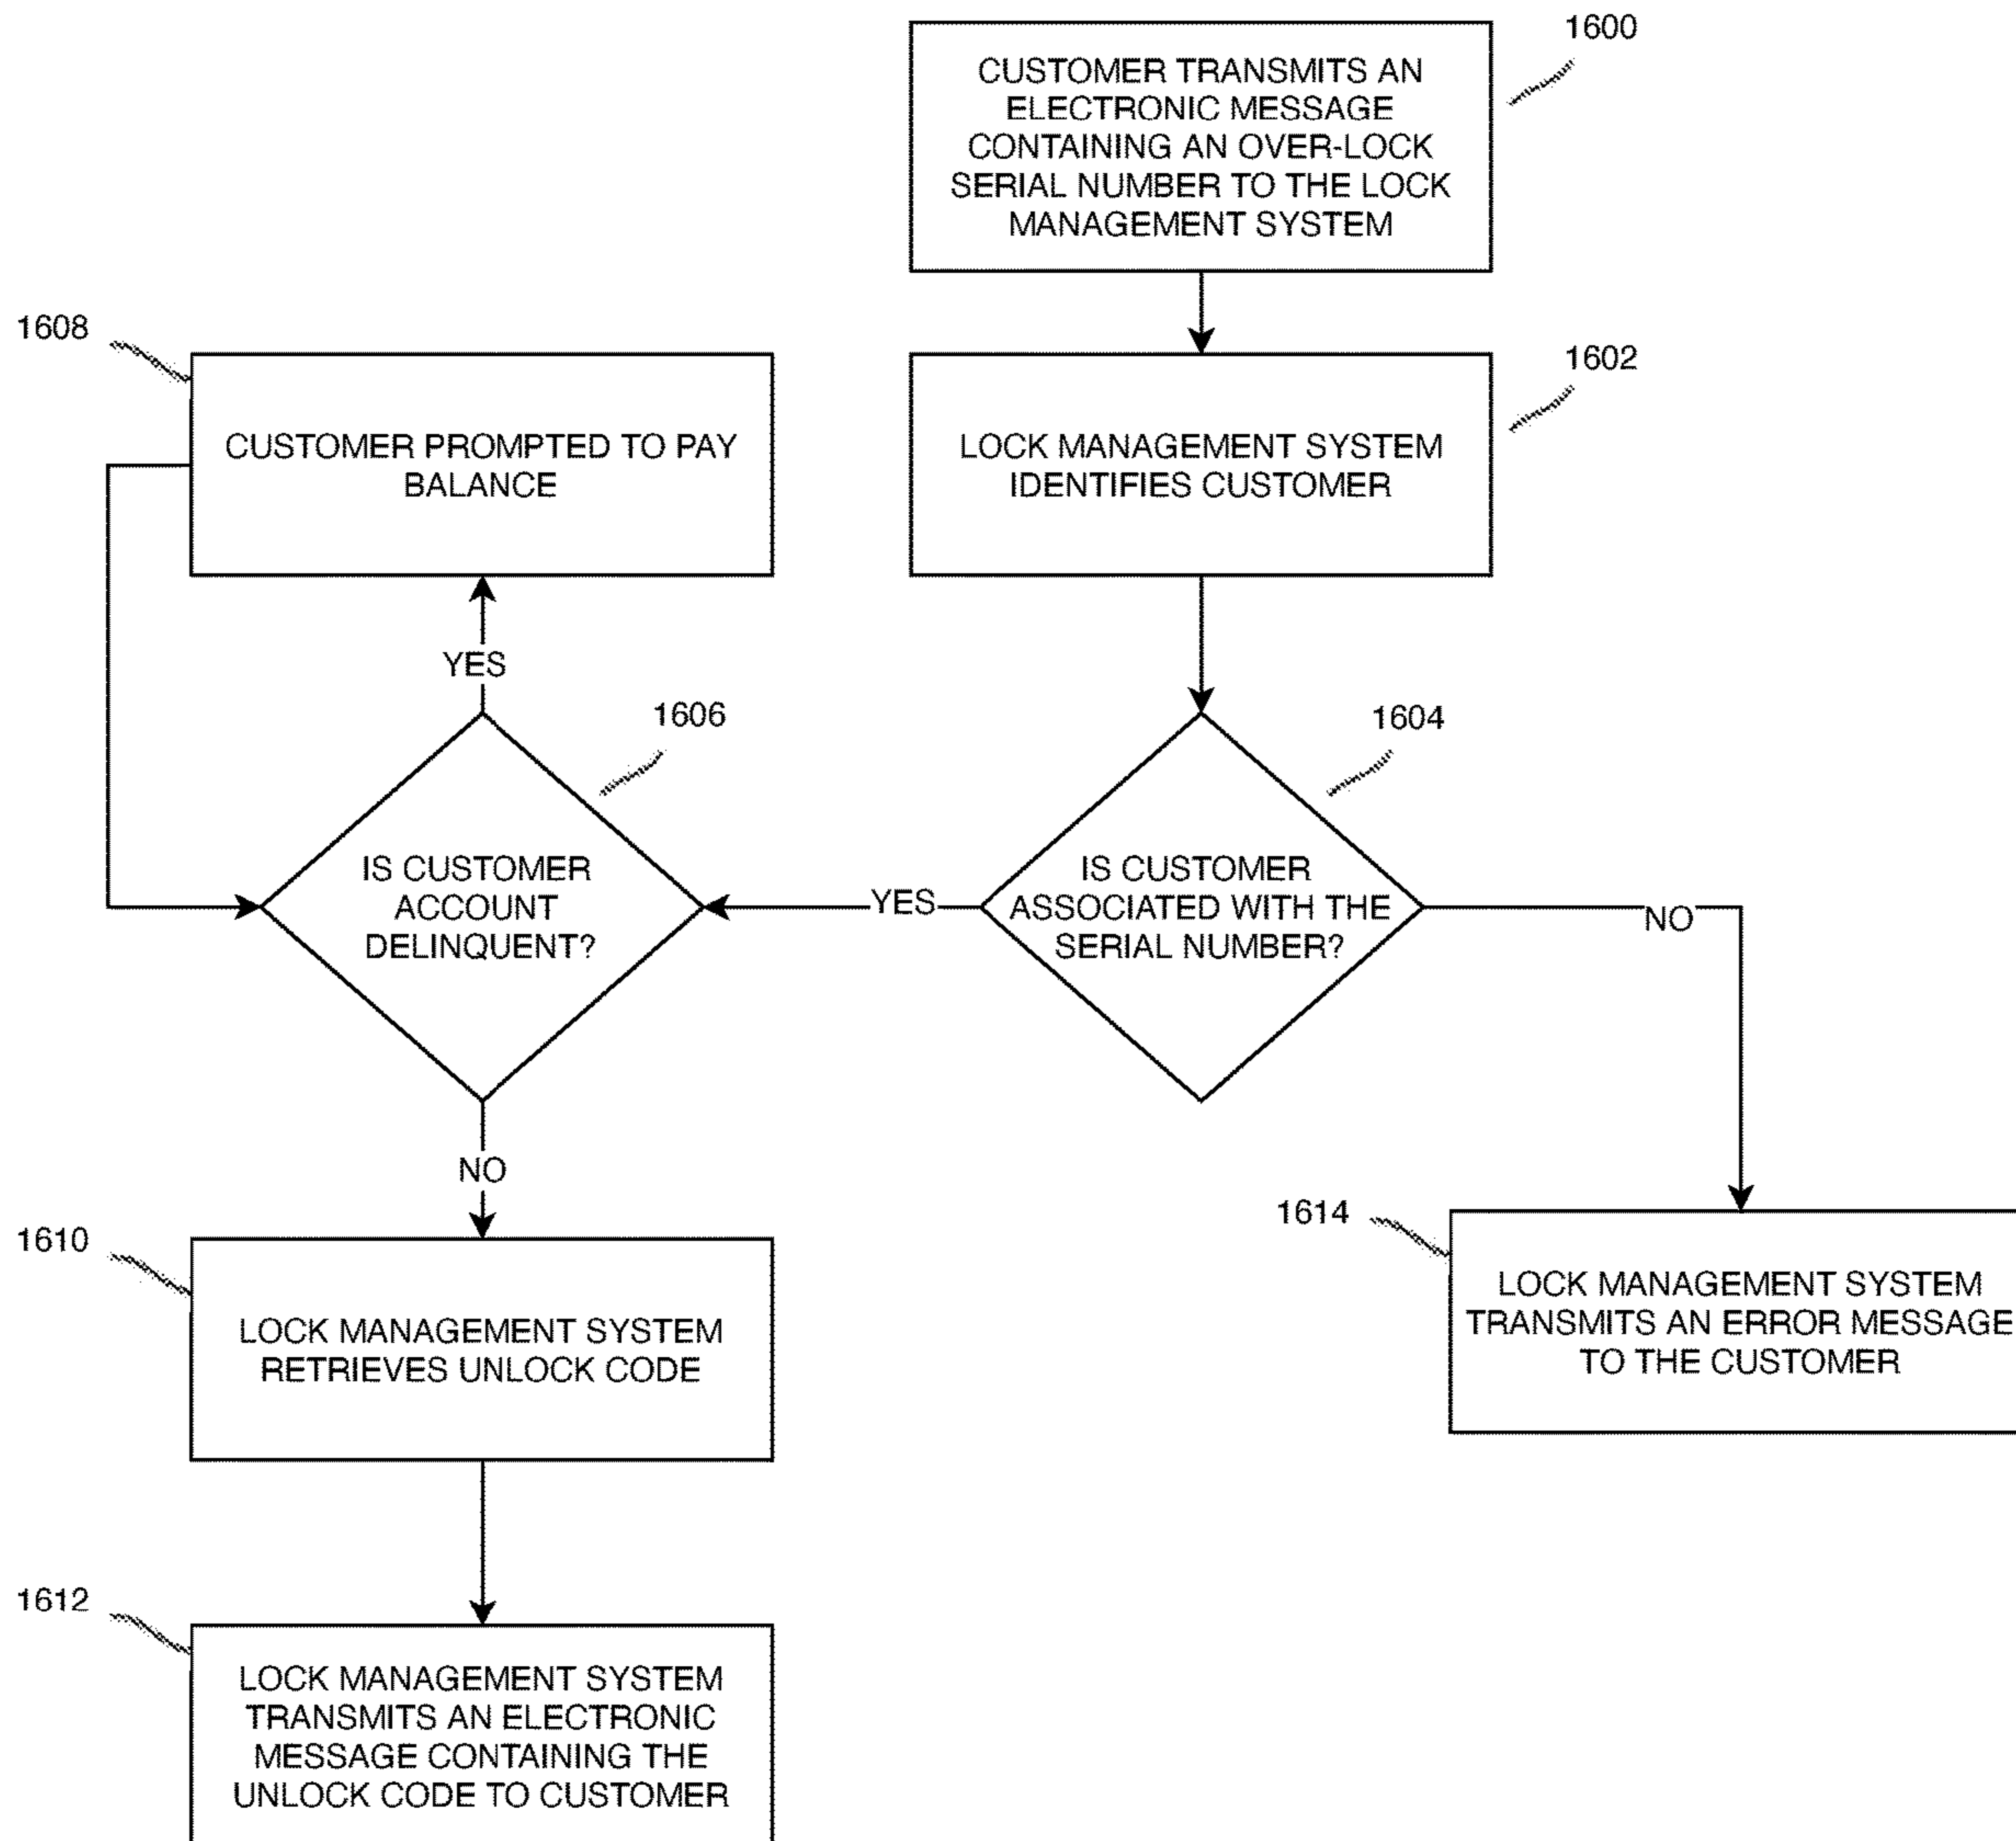 1600
CUSTOMER TRANSMITS AN
ELECTRONIC MESSAGE
CONTAINING AN OVER-LOCK
SERIAL NUMBER TO THE LOCK
MANAGEMENT SYSTEM
1608
CUSTOMER PROMPTED TO PAY
BALANCE
1602
LOCK MANAGEMENT SYSTEM
IDENTIFIES CUSTOMER
YES
1606
IS CUSTOMER
ACCOUNT
DELINQUENT?
YES
1604
IS CUSTOMER
ASSOCIATED WITH THE
SERIAL NUMBER?
NO
NO
1610
LOCK MANAGEMENT SYSTEM
RETRIEVES UNLOCK CODE
1614
LOCK MANAGEMENT SYSTEM
TRANSMITS AN ERROR MESSAGE
TO THE CUSTOMER
1612
LOCK MANAGEMENT SYSTEM
TRANSMITS AN ELECTRONIC
MESSAGE CONTAINING THE
UNLOCK CODE TO CUSTOMER